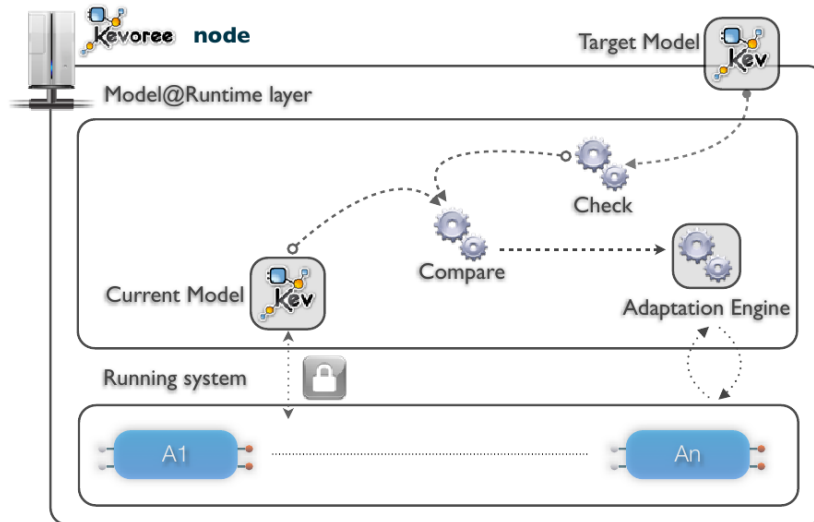 Kevoree node
Target Model
Kev
Model@Runtime layer
Check
Compare
Current Model
Kev
Adaptation Engine
Running system
A1
An